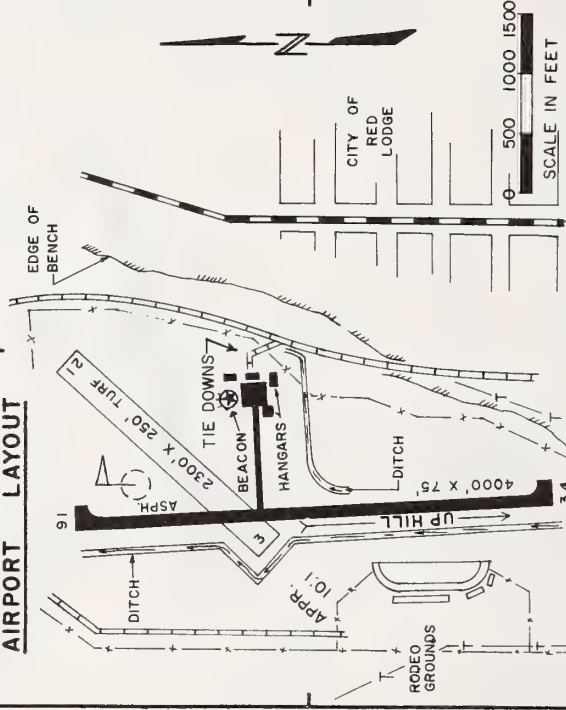 AIRPORT LAYOUT
EDGE OF
BENCH
N
CITY OF
RED
LODGE
0 500 1000 1500
SCALE IN FEET
16
ASPH.
2300' X 250' TURF
21
3
TIE DOWNS
BEACON
HANGARS
DITCH
DITCH
4000' X 75'
UP HILL
34
APPR.
10:1
RODEO
GROUNDS
T
T
T
T
T